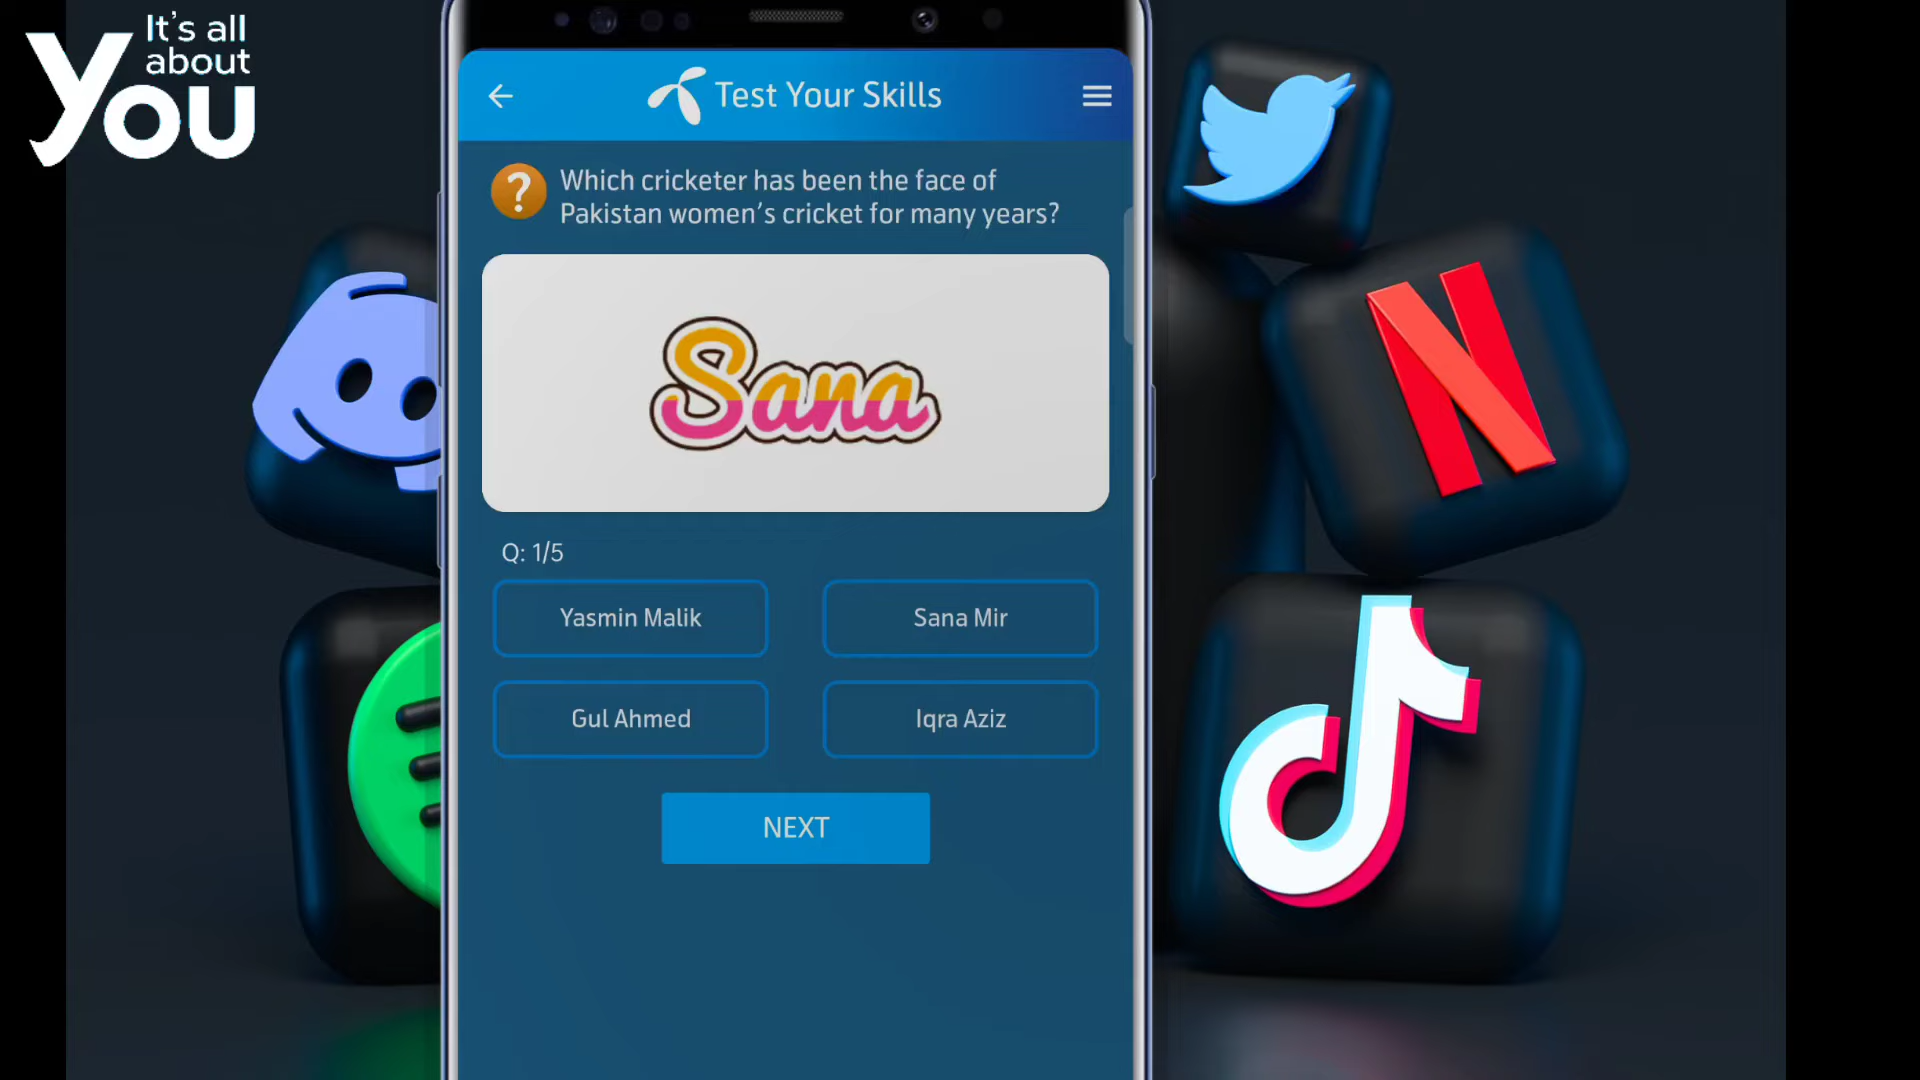 It's all
about
you
Test Your Skills
?
Which cricketer has been the face of
Pakistan women's cricket for many years?
Sana
Q: 1/5
Yasmin Malik
Sana Mir
Gul Ahmed
Iqra Aziz
NEXT